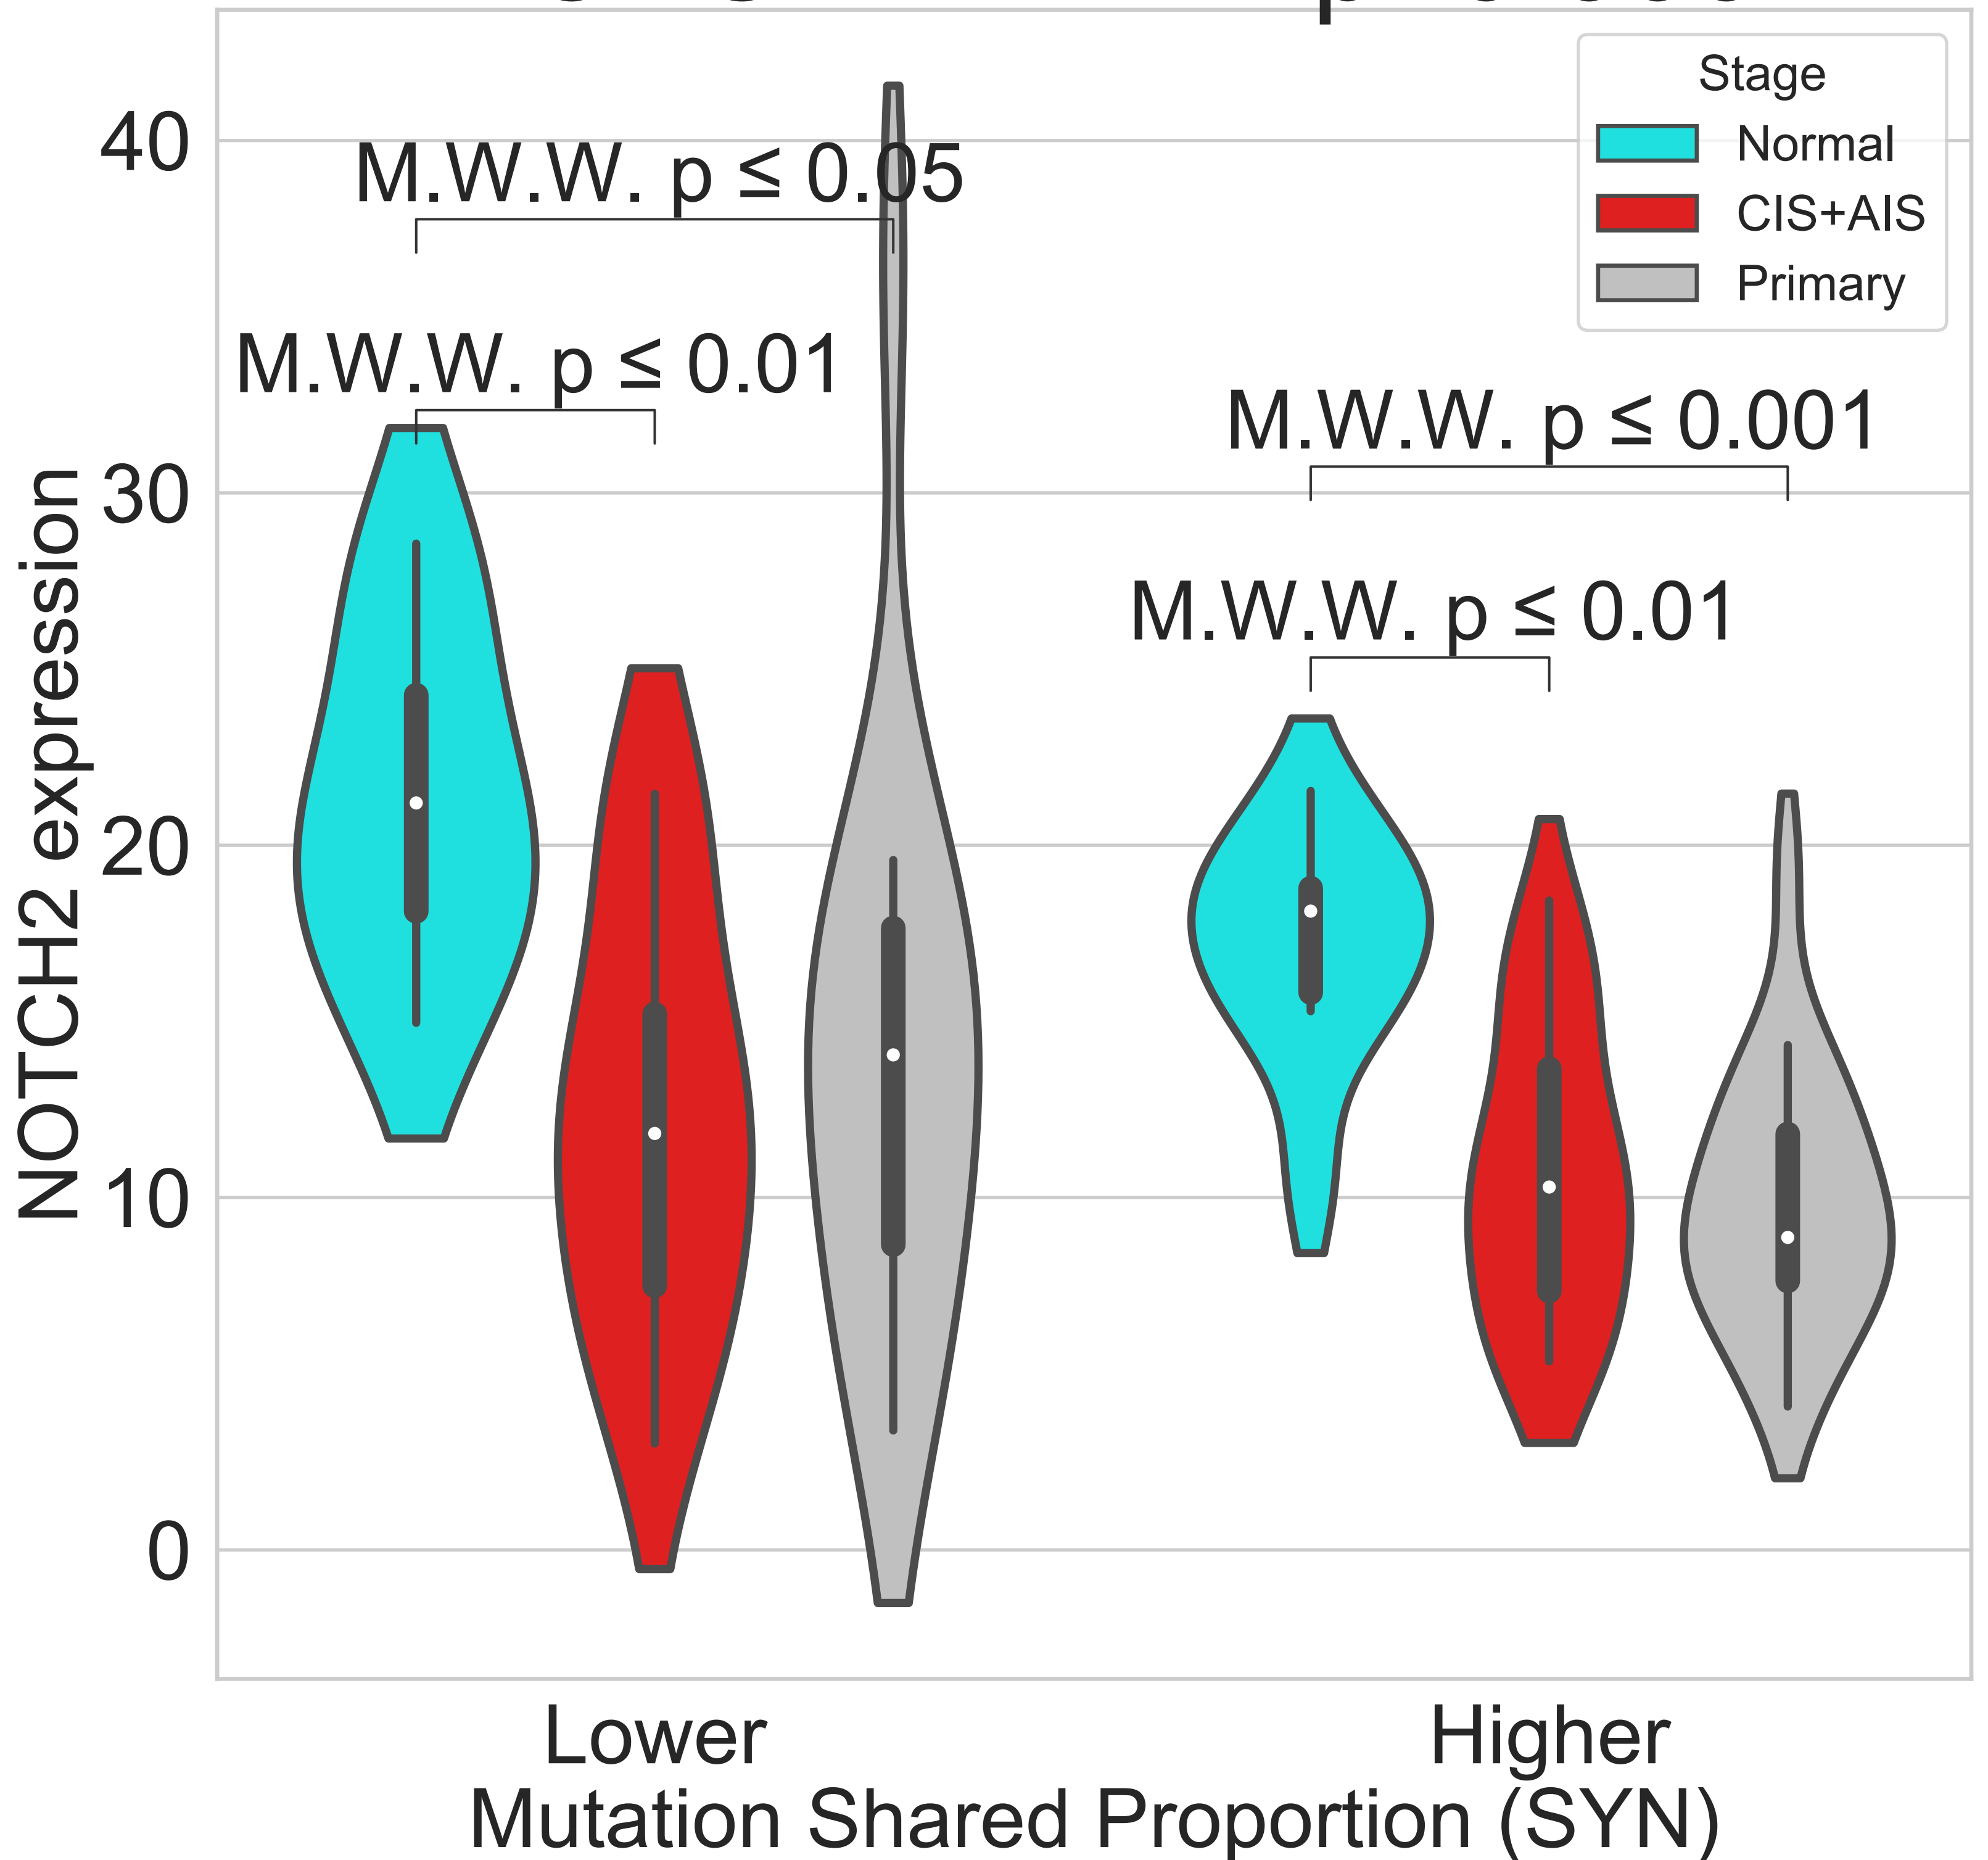 Stage
Normal
CIS+AIS
Primary
M.W.W. p ≤ 0.05
M.W.W. p ≤ 0.01
M.W.W. p ≤ 0.001
M.W.W. p ≤ 0.01
40
30
20
10
0
NOTCH2 expression
Lower
Higher
Mutation Shared Proportion (SYN)